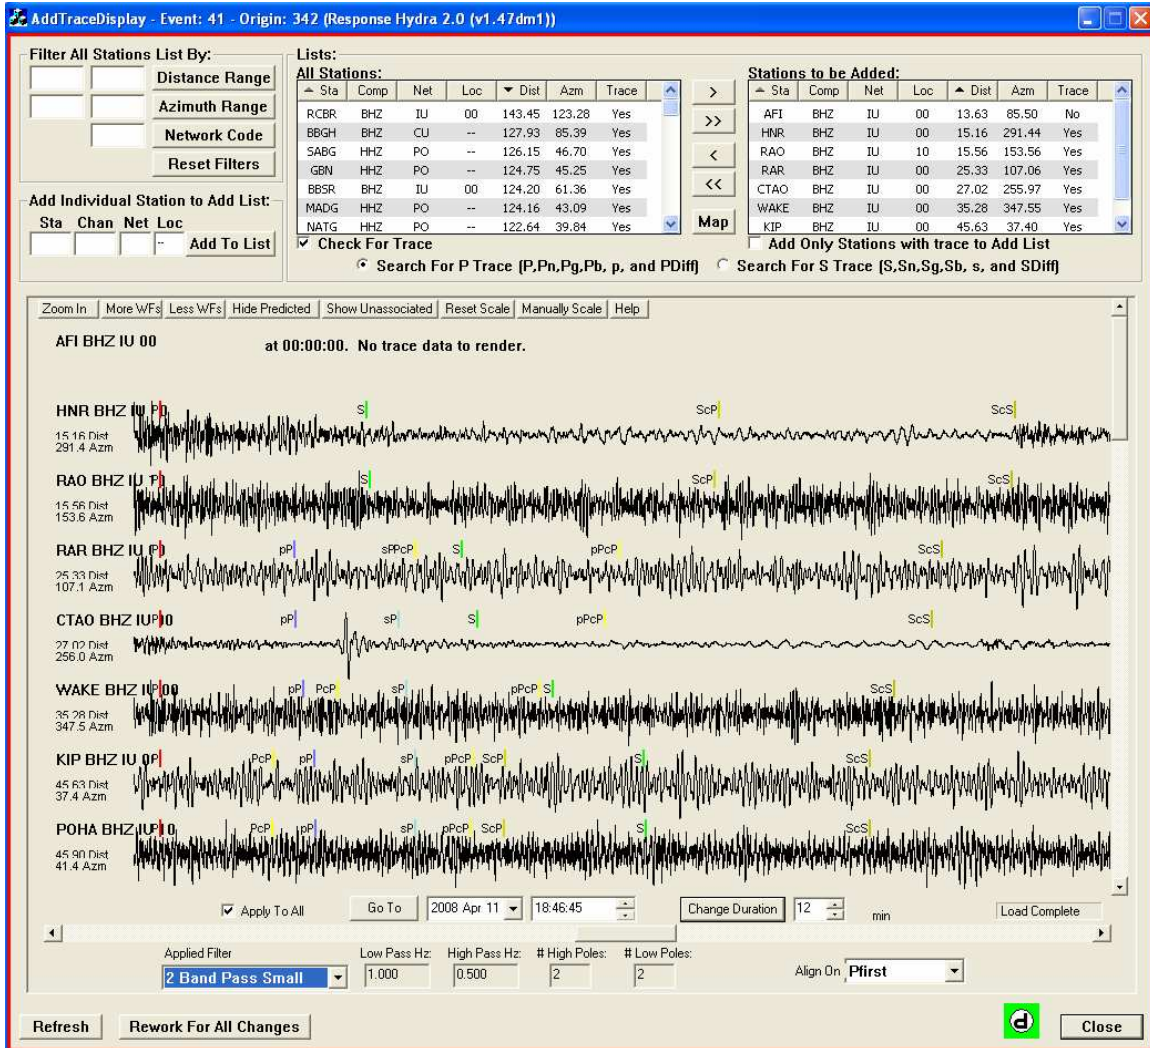 AddTraceDisplay - Event: 41 - Origin: 342 (Response Hydra 2.0 (v1.47dm1))
Filter All Stations List By:
Distance Range
Azimuth Range
Network Code
Reset Filters
Add Individual Station to Add List:
Sta Chan Net Loc
-- Add To List
Lists:
All Stations:
Sta Comp Net Loc Dist Azm Trace
RCBR BHZ IU 00 143.45 123.28 Yes
BBGH BHZ CU -- 127.93 85.39 Yes
SABG HHZ PO -- 126.15 46.70 Yes
GBN HHZ PO -- 124.75 45.25 Yes
BBSR BHZ IU 00 124.20 61.36 Yes
MADG HHZ PO -- 124.16 43.09 Yes
NATG HHZ PO -- 122.64 39.84 Yes
>
>>
<
<<
Map
Stations to be Added:
Sta Comp Net Loc Dist Azm Trace
AFI BHZ IU 00 13.63 85.50 No
HNR BHZ IU 00 15.16 291.44 Yes
RAO BHZ IU 10 15.56 153.56 Yes
RAR BHZ IU 00 25.33 107.06 Yes
CTAO BHZ IU 00 27.02 255.97 Yes
WAKE BHZ IU 00 35.28 347.55 Yes
KIP BHZ IU 00 45.63 37.40 Yes
Check For Trace
Add Only Stations with trace to Add List
Search For P Trace (P,Pn,Pg,Pb, p, and PDiff)
Search For S Trace (S,Sn,Sg,Sb, s, and SDiff)
Zoom In More WFs Less WFs Hide Predicted Show Unassociated Reset Scale Manually Scale Help
AFI BHZ IU 00 at 00:00:00. No trace data to render.
HNR BHZ IU P S ScP ScS
15.16 Dist
291.4 Azm
RAO BHZ IU P S ScP ScS
15.56 Dist
153.6 Azm
RAR BHZ IU P pP sP PcP S pPcP ScS
25.33 Dist
107.1 Azm
CTAO BHZ IU P pP sP S pPcP ScS
27.02 Dist
256.0 Azm
WAKE BHZ IU P pP PcP sP pPcP S ScS
35.28 Dist
347.5 Azm
KIP BHZ IU P PcP pP sP pPcP ScP S ScS
45.63 Dist
37.4 Azm
POHA BHZ IU P PcP pP sP pPcP ScP S ScS
45.90 Dist
41.4 Azm
Apply To All Go To 2008 Apr 11 18:46:45 Change Duration 12 min Load Complete
Applied Filter Low Pass Hz: High Pass Hz: # High Poles: # Low Poles:
2 Band Pass Small 1.000 0.500 2 2 Align On Pfirst
Refresh Rework For All Changes Close